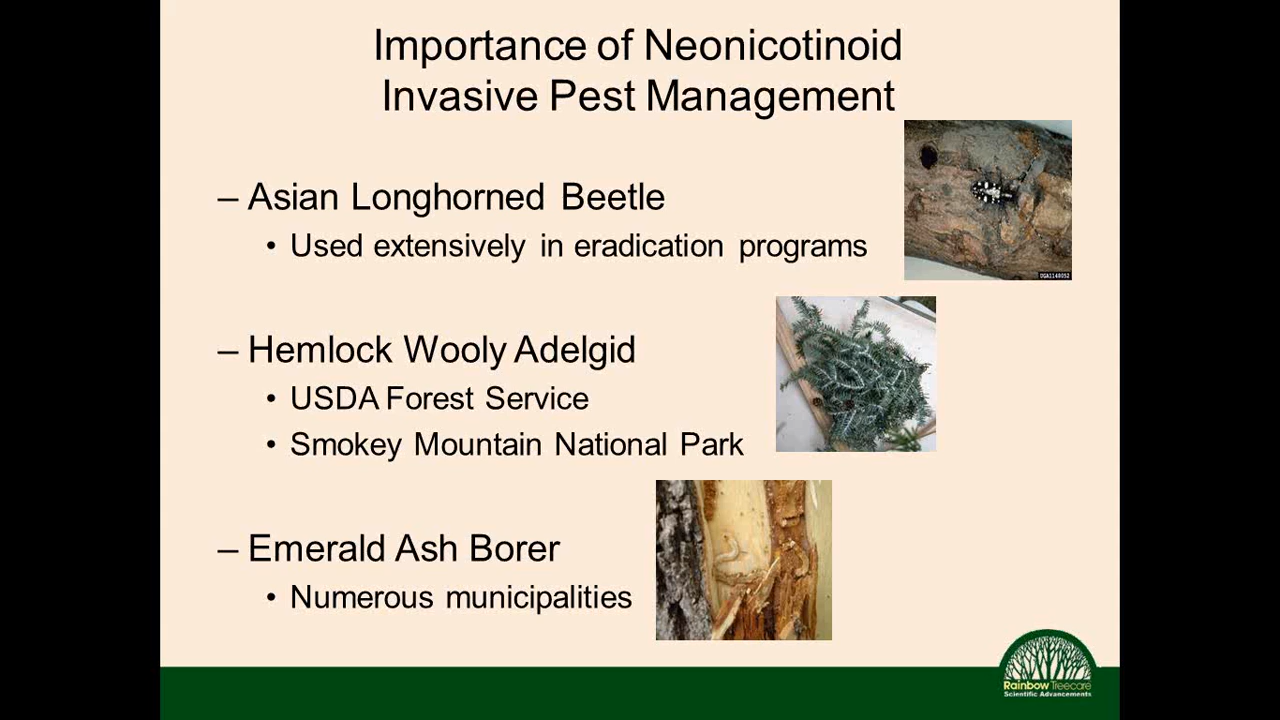 Importance of Neonicotinoid
Invasive Pest Management
– Asian Longhorned Beetle
• Used extensively in eradication programs
UGA1148052
– Hemlock Wooly Adelgid
• USDA Forest Service
• Smokey Mountain National Park
– Emerald Ash Borer
• Numerous municipalities
Rainbow Treecare
Scientific Advancements